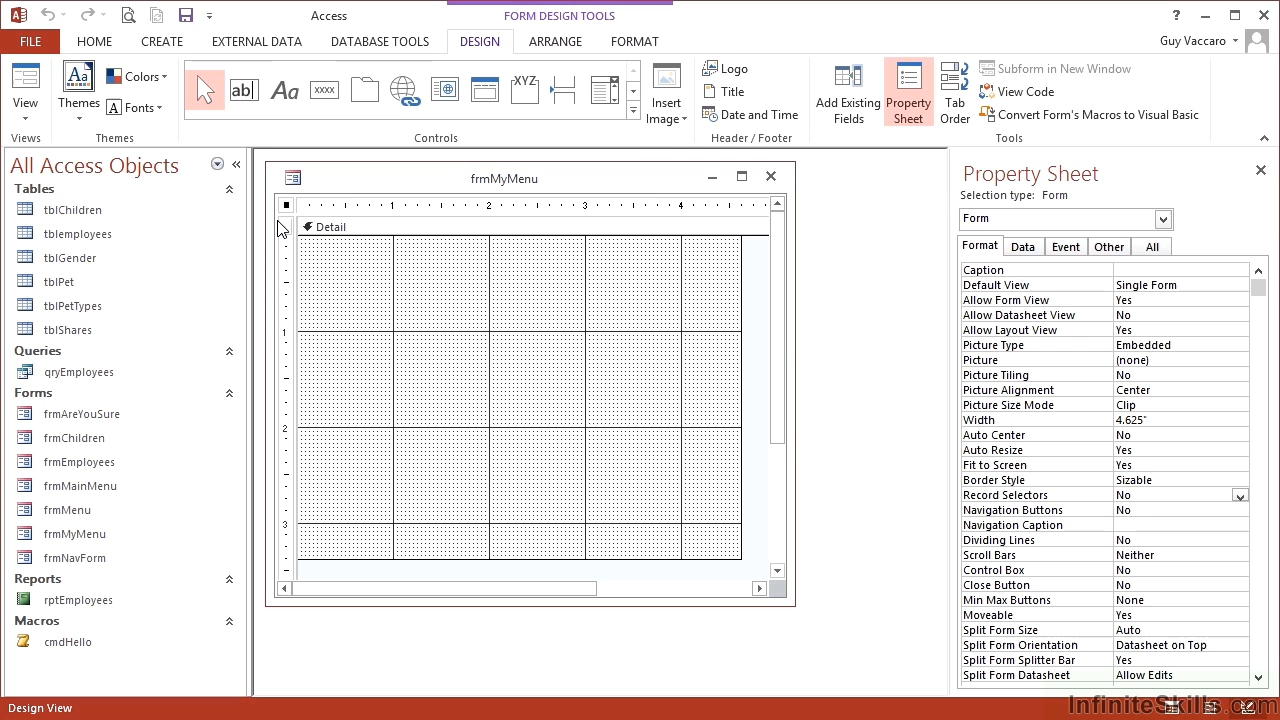 Access
FORM DESIGN TOOLS
?
FILE
HOME
CREATE
EXTERNAL DATA
DATABASE TOOLS
DESIGN
ARRANGE
FORMAT
Guy Vaccaro
View
Views
Aa
Themes
Colors
A Fonts
Themes
ab|
Aa
xxxx
XYZ
Controls
Insert
Image
Logo
Title
Date and Time
Header / Footer
Add Existing
Fields
Property
Sheet
Tab
Order
Subform in New Window
View Code
Convert Form's Macros to Visual Basic
Tools
All Access Objects
Tables
tblChildren
tblemployees
tblGender
tblPet
tblPetTypes
tblShares
Queries
qryEmployees
Forms
frmAreYouSure
frmChildren
frmEmployees
frmMainMenu
frmMenu
frmMyMenu
frmNavForm
Reports
rptEmployees
Macros
cmdHello
frmMyMenu
1 2 3 4
Detail
1
2
3
Property Sheet
Selection type: Form
Form
Format Data Event Other All
Caption
Default View Single Form
Allow Form View Yes
Allow Datasheet View No
Allow Layout View Yes
Picture Type Embedded
Picture (none)
Picture Tiling No
Picture Alignment Center
Picture Size Mode Clip
Width 4.625"
Auto Center No
Auto Resize Yes
Fit to Screen Yes
Border Style Sizable
Record Selectors No
Navigation Buttons No
Navigation Caption
Dividing Lines No
Scroll Bars Neither
Control Box No
Close Button No
Min Max Buttons None
Moveable Yes
Split Form Size Auto
Split Form Orientation Datasheet on Top
Split Form Splitter Bar Yes
Split Form Datasheet Allow Edits
Design View
InfiniteSkills.com